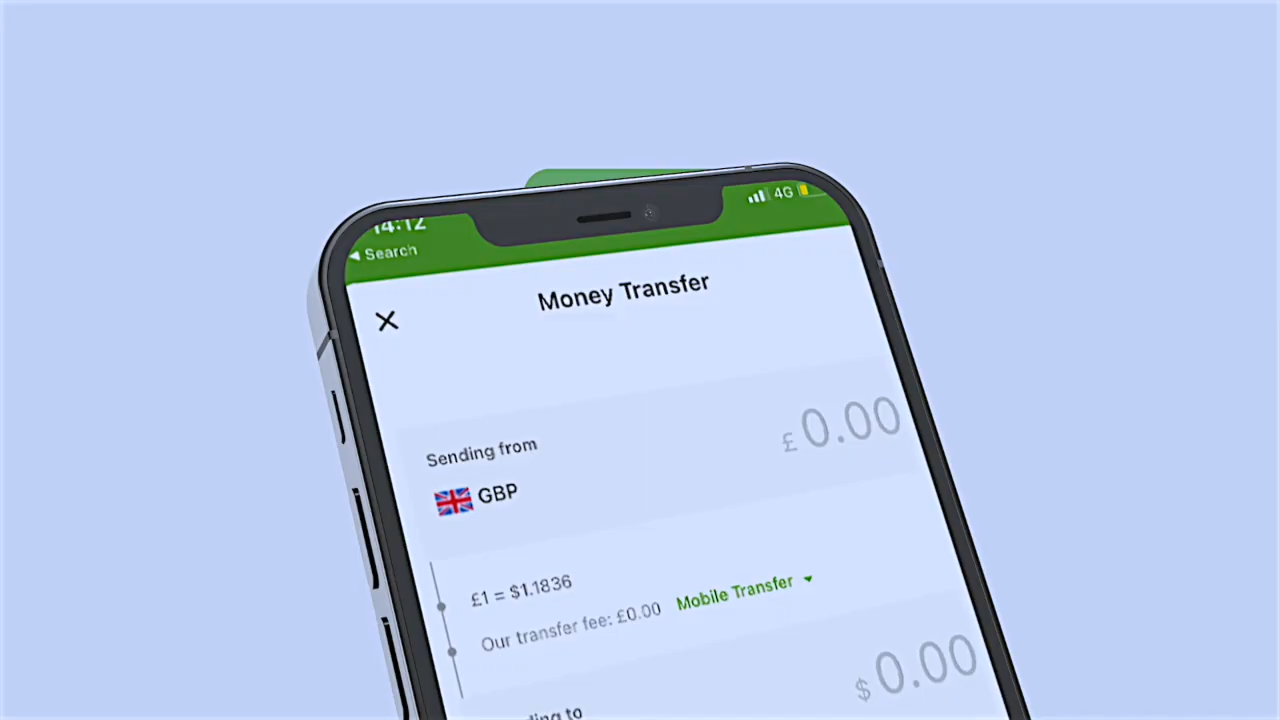 14:12
4G
◀ Search
Money Transfer
Sending from
£ 0.00
GBP
£1 = $1.1836
Our transfer fee: £0.00 Mobile Transfer
$ 0.00
to